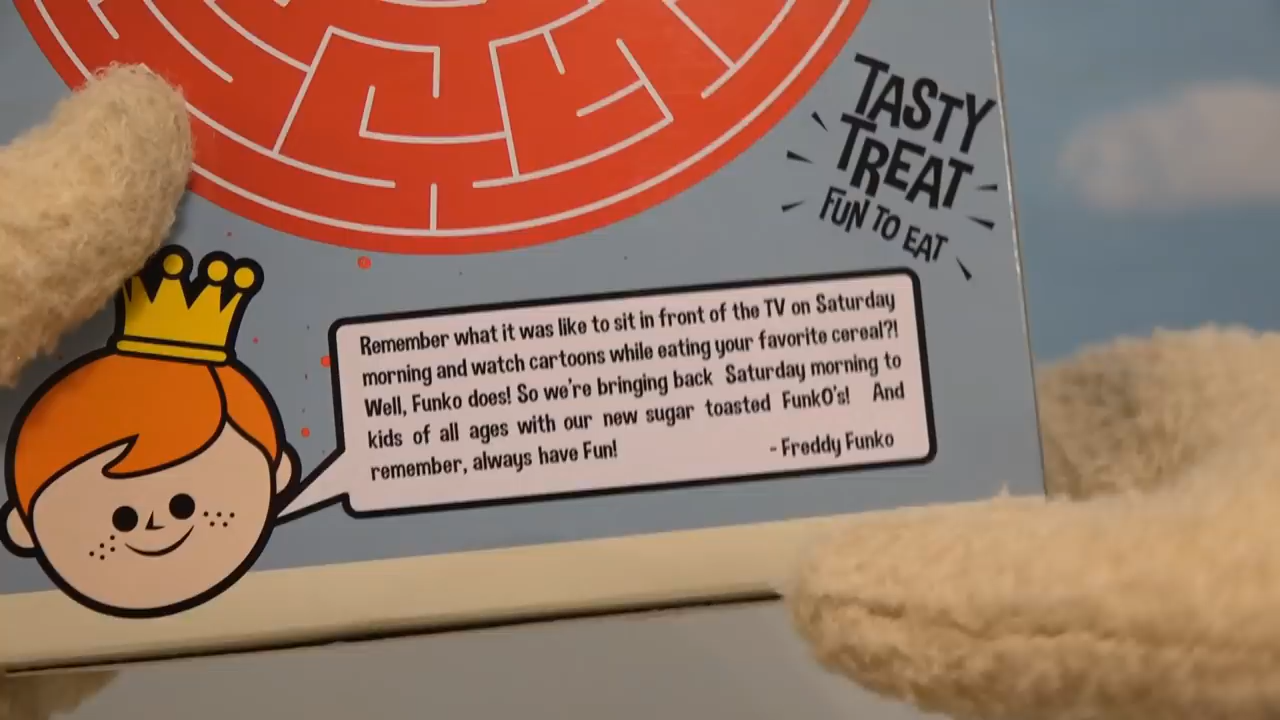 TASTY
TREAT
FUN TO EAT
Remember what it was like to sit in front of the TV on Saturday
morning and watch cartoons while eating your favorite cereal?!
Well, Funko does! So we're bringing back Saturday morning to
kids of all ages with our new sugar toasted FunkO's! And
remember, always have Fun!
- Freddy Funko